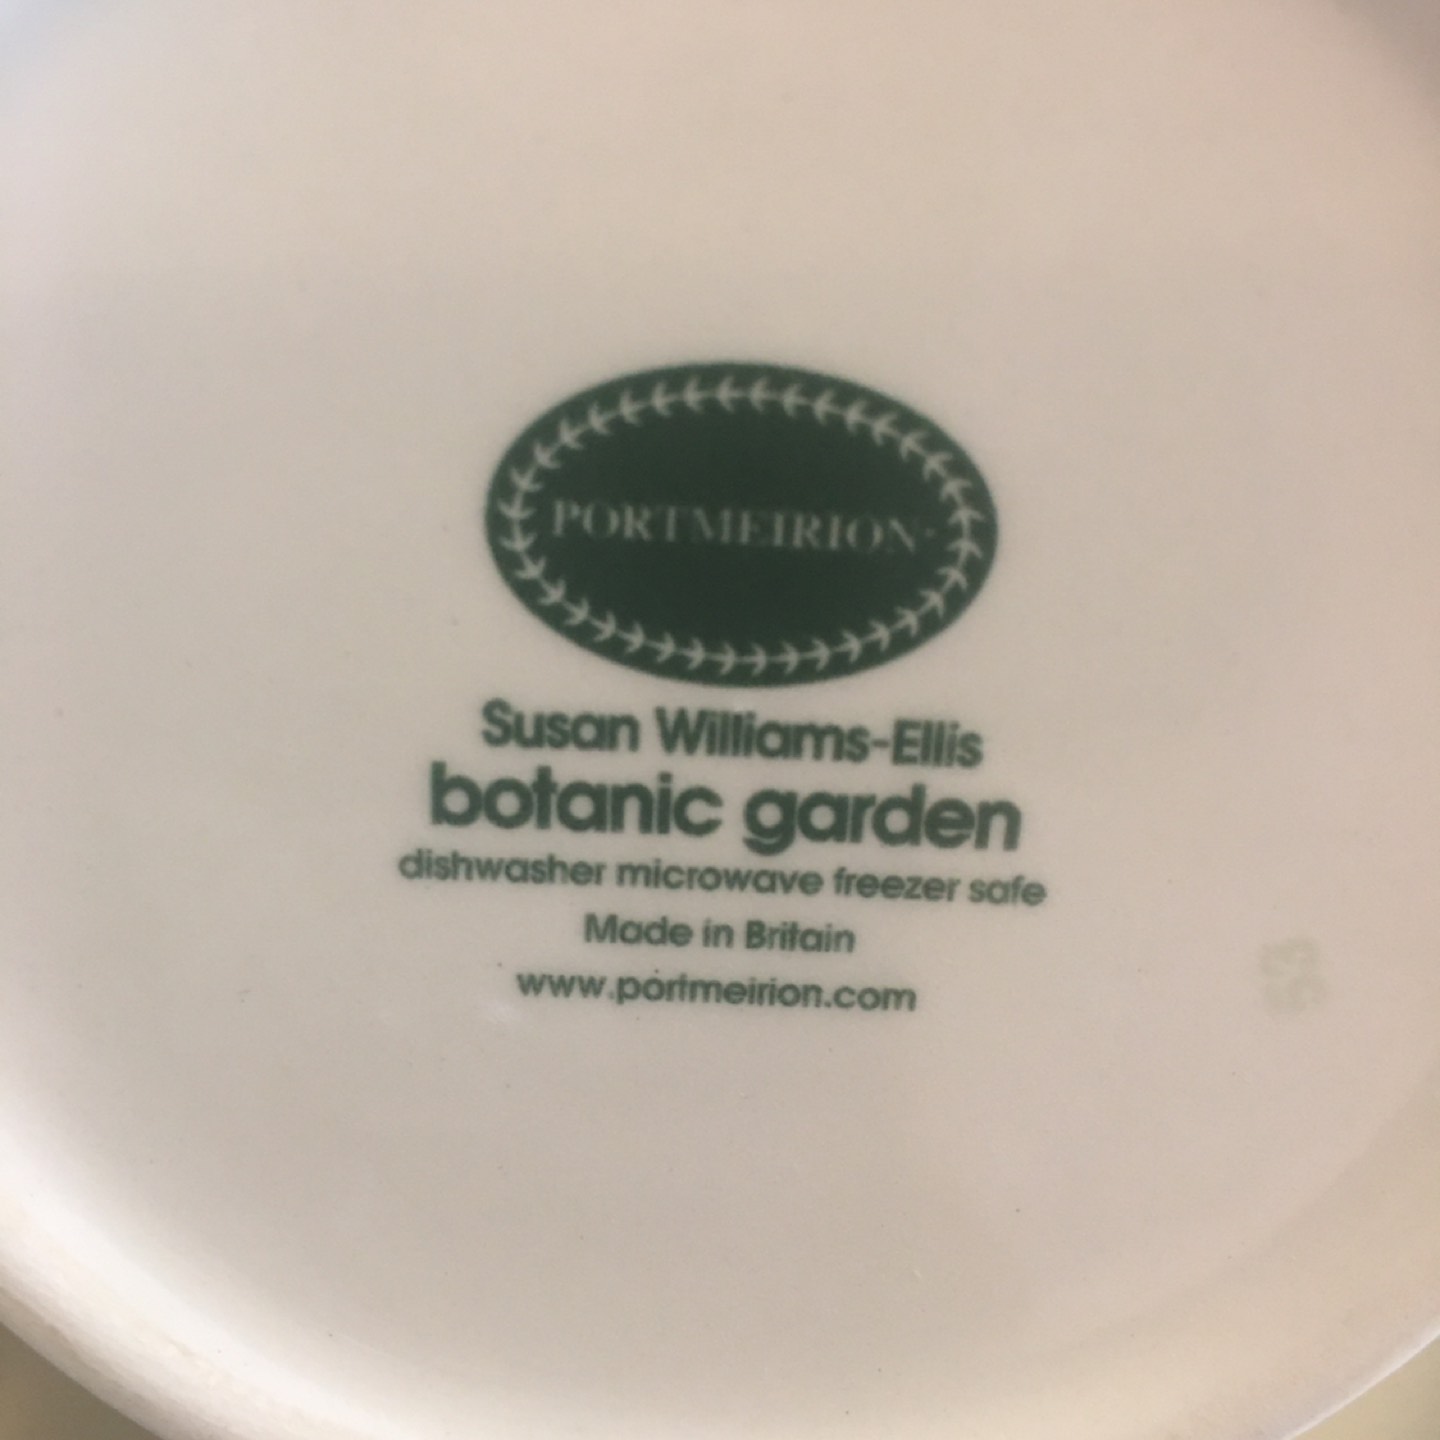 PORTMEIRION
Susan Williams-Ellis
botanic garden
dishwasher microwave freezer safe
Made in Britain
www.portmeirion.com